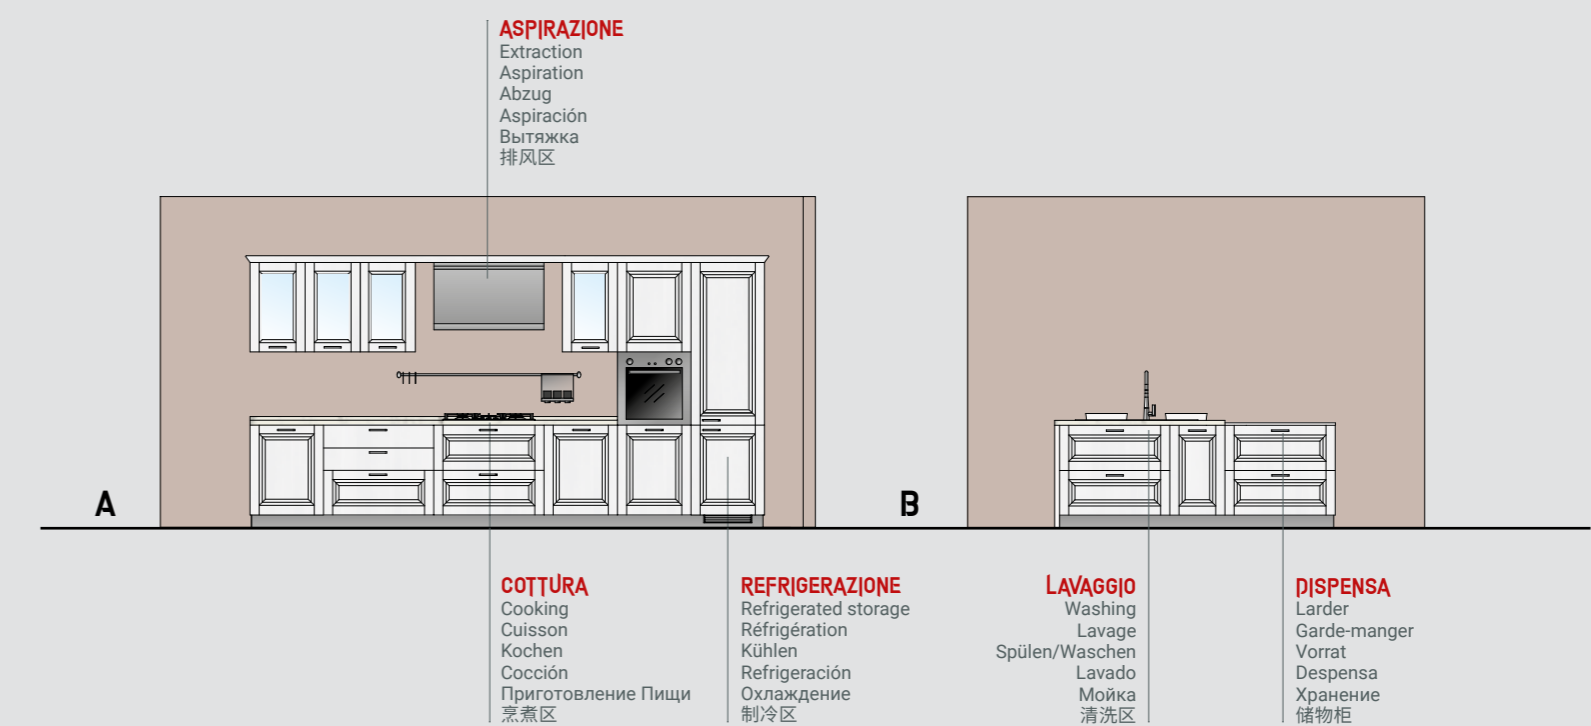 ASPIRAZIONE
Extraction
Aspiration
Abzug
Aspiración
Вытяжка
排风区
A
B
COTTURA
Cooking
Cuisson
Kochen
Cocción
Приготовление Пищи
烹煮区
REFRIGERAZIONE
Refrigerated storage
Réfrigération
Kühlen
Refrigeración
Охлаждение
制冷区
LAVAGGIO
Washing
Lavage
Spülen/Waschen
Lavado
Мойка
清洗区
DISPENSA
Larder
Garde-manger
Vorrat
Despensa
Хранение
储物柜